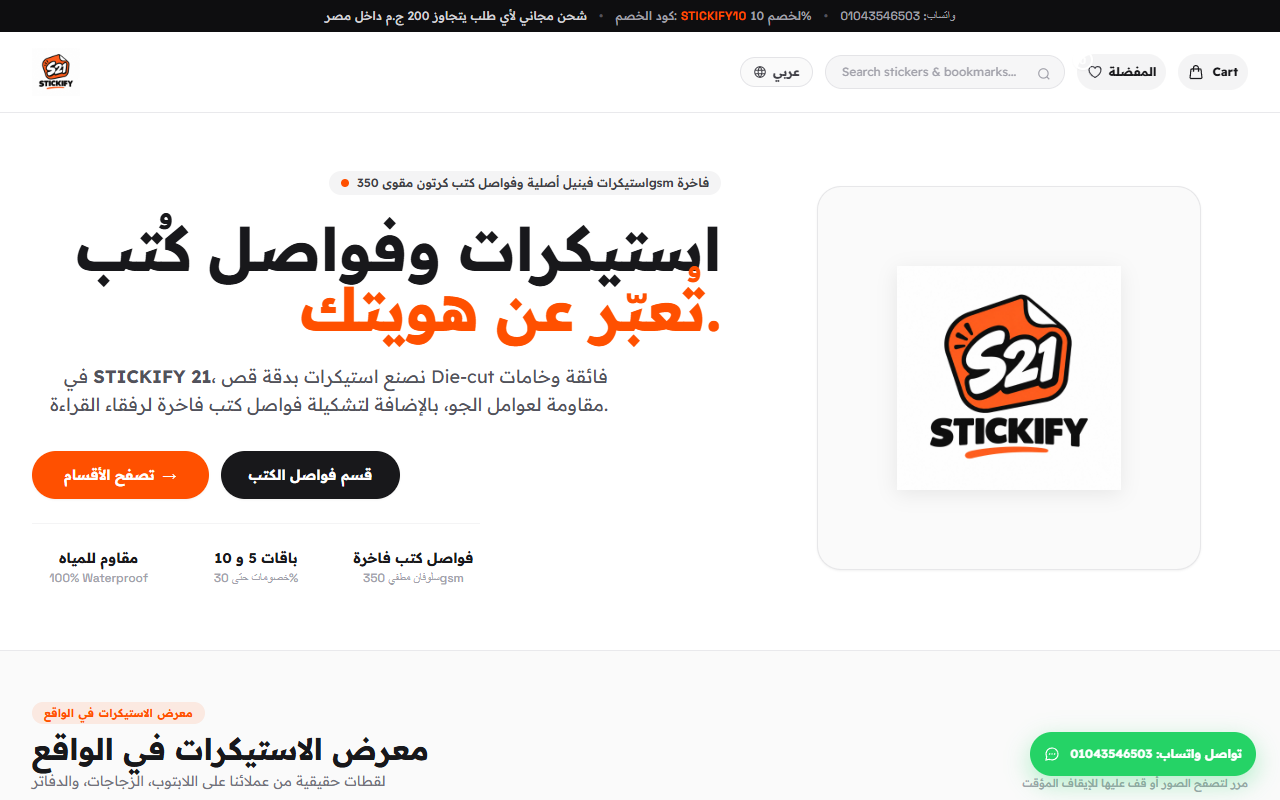 شحن مجاني لأي طلب يتجاوز 200 ج.م داخل مصر • كود الخصم: STICKIFY10 لخصم 10% • واتساب: 01043546503
S21
STICKIFY
عربي
Search stickers & bookmarks...
المفضلة
Cart
استيكرات فينيل أصلية وفواصل كتب كرتون مقوى 350gsm فاخرة
استيكرات وفواصل كُتب
تُعبّر عن هويتك.
في STICKIFY 21، نصنع استيكرات بدقة قص Die-cut فائقة وخامات
مقاومة لعوامل الجو، بالإضافة لتشكيلة فواصل كتب فاخرة لرفقاء القراءة.
تصفح الأقسام →
قسم فواصل الكتب
مقاوم للمياه
100% Waterproof
باقات 5 و 10
خصومات حتى 30%
فواصل كتب فاخرة
سلوفان مطفي 350gsm
S21
STICKIFY
معرض الاستيكرات في الواقع
معرض الاستيكرات في الواقع
لقطات حقيقية من عملائنا على اللابتوب، الزجاجات، والدفاتر
تواصل واتساب: 01043546503
مرر لتصفح الصور أو قف عليها للإيقاف المؤقت